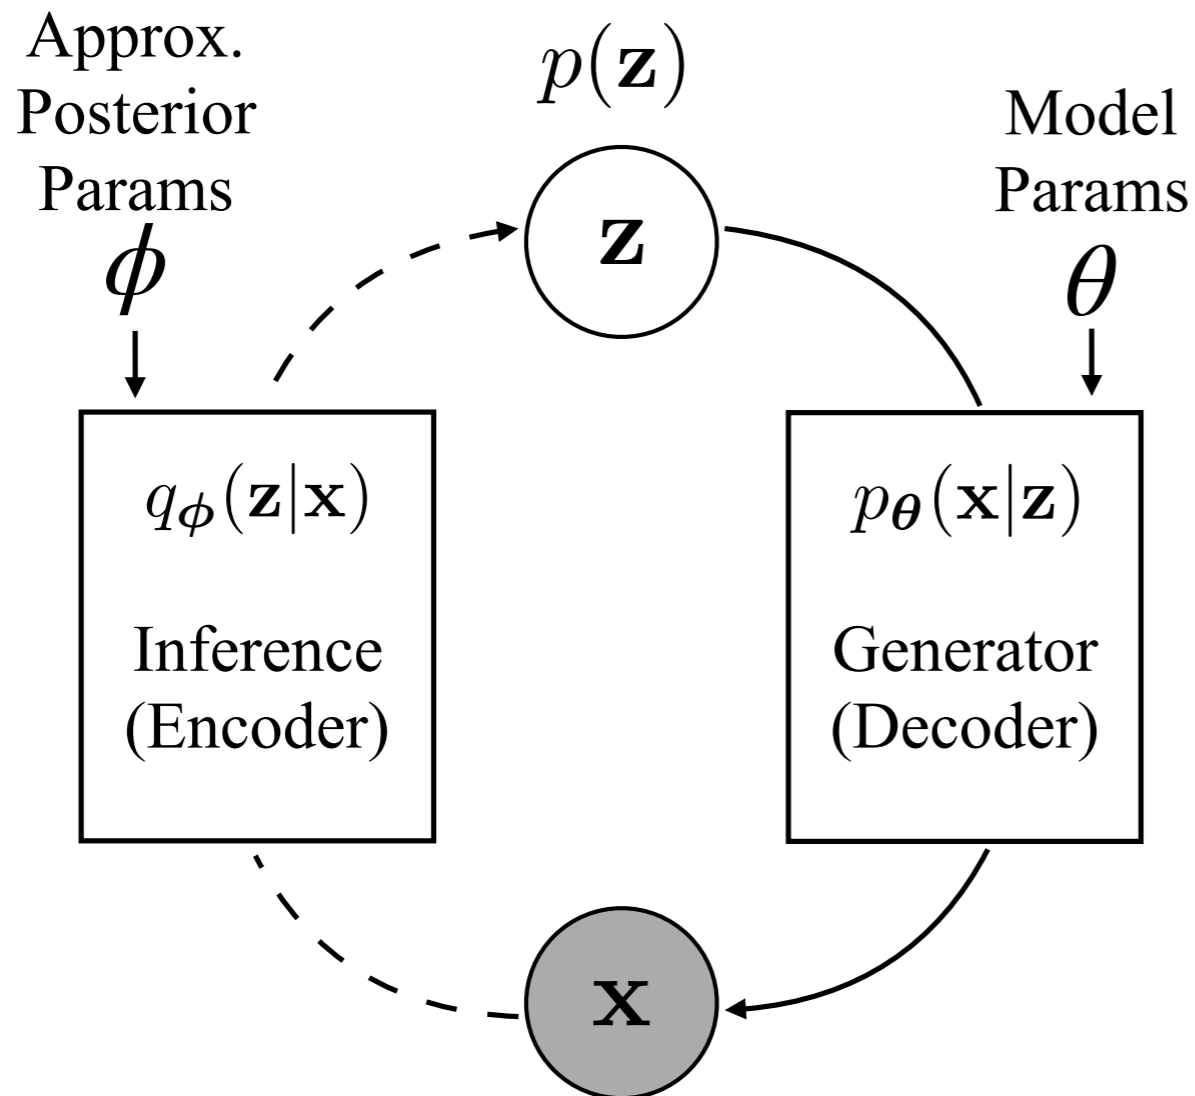 Approx.
Posterior
Params
ϕ
p(𝐳)
𝐳
Model
Params
θ
q_ϕ(𝐳|𝐱)
Inference
(Encoder)
p_θ(𝐱|𝐳)
Generator
(Decoder)
𝐱